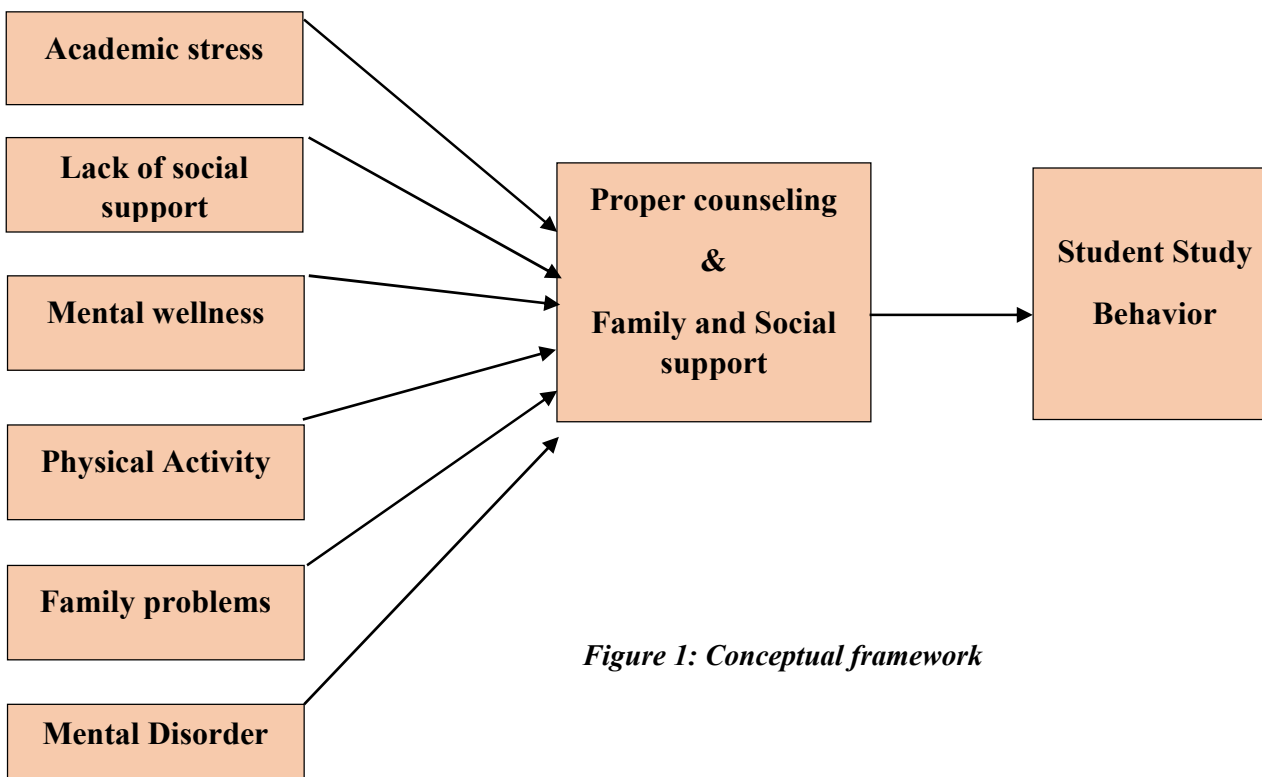 Academic stress
Lack of social
support
Mental wellness
Physical Activity
Family problems
Mental Disorder
Proper counseling
&
Family and Social
support
Student Study
Behavior
Figure 1: Conceptual framework